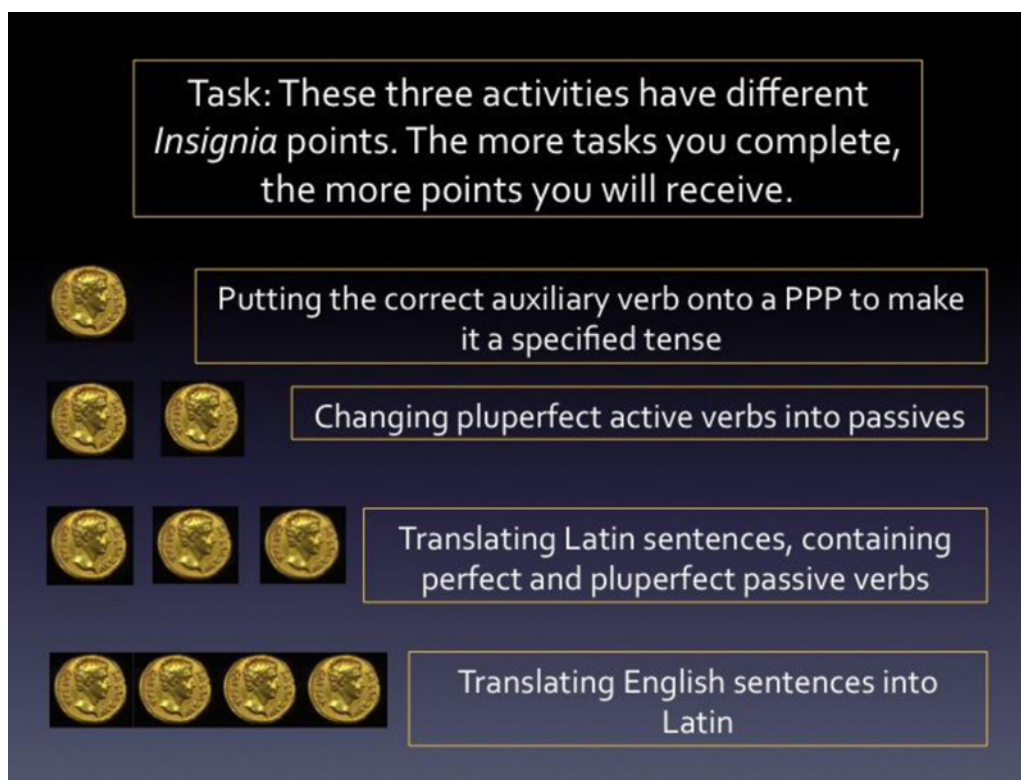 Task: These three activities have different
Insignia points. The more tasks you complete,
the more points you will receive.
Putting the correct auxiliary verb onto a PPP to make
it a specified tense
Changing pluperfect active verbs into passives
Translating Latin sentences, containing
perfect and pluperfect passive verbs
Translating English sentences into
Latin